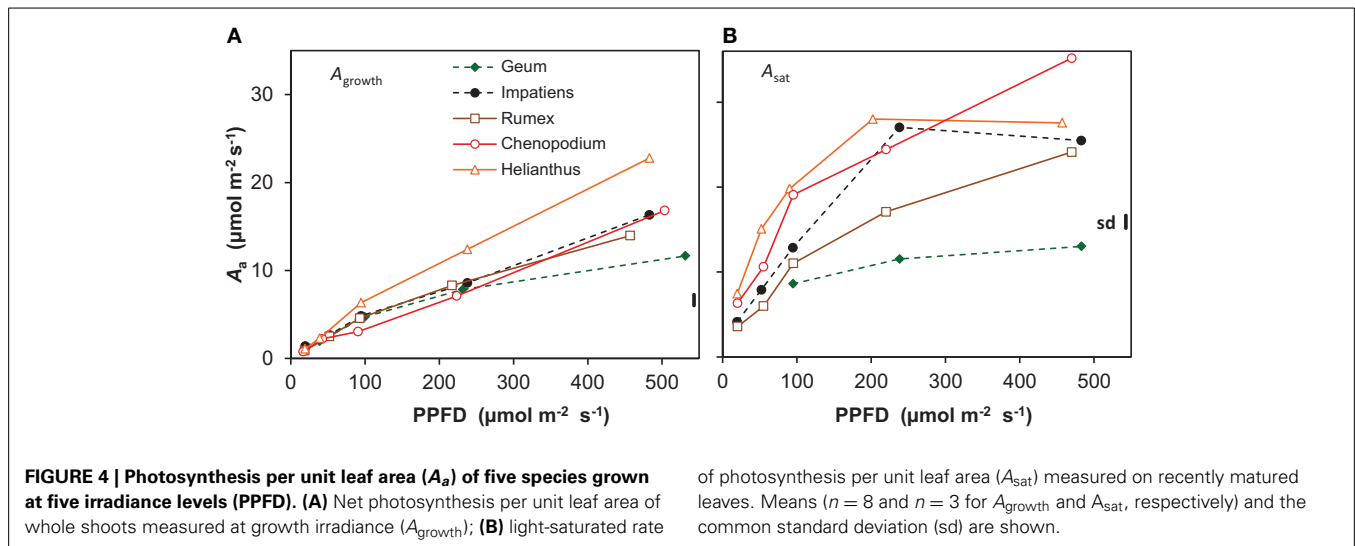 A
B
A growth
A sat
Geum
Impatiens
Rumex
Chenopodium
Helianthus
30
20
10
0
Aa (µmol m-2 s-1)
sd
0 100 200 300 400 500
0 100 200 300 400 500
PPFD (µmol m-2 s-1)
PPFD (µmol m-2 s-1)
FIGURE 4 | Photosynthesis per unit leaf area (Aa) of five species grown
at five irradiance levels (PPFD). (A) Net photosynthesis per unit leaf area of
whole shoots measured at growth irradiance (Agrowth); (B) light-saturated rate
of photosynthesis per unit leaf area (Asat) measured on recently matured
leaves. Means (n = 8 and n = 3 for Agrowth and Asat, respectively) and the
common standard deviation (sd) are shown.